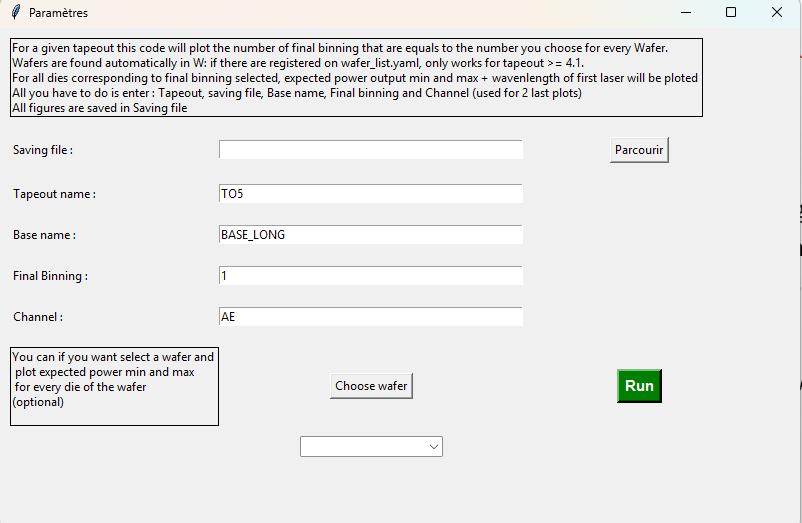 Paramètres
For a given tapeout this code will plot the number of final binning that are equals to the number you choose for every Wafer.
Wafers are found automatically in W: if there are registered on wafer_list.yaml, only works for tapeout >= 4.1.
For all dies corresponding to final binning selected, expected power output min and max + wavenlength of first laser will be ploted
All you have to do is enter : Tapeout, saving file, Base name, Final binning and Channel (used for 2 last plots)
All figures are saved in Saving file
Saving file :
Parcourir
Tapeout name :
TO5
Base name :
BASE_LONG
Final Binning :
1
Channel :
AE
You can if you want select a wafer and
plot expected power min and max
for every die of the wafer
(optional)
Choose wafer
Run